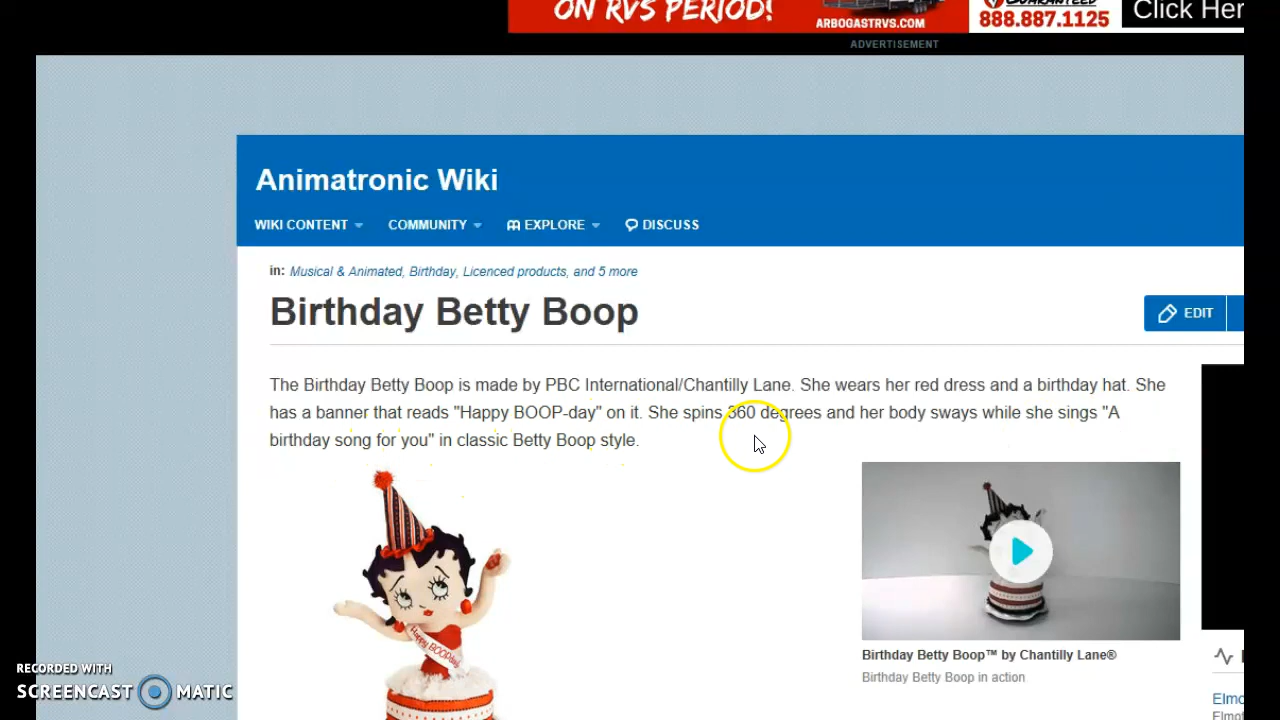 ON RVS PERIOD!
ARBOGASTRVS.COM
888.887.1125
ADVERTISEMENT
Animatronic Wiki
WIKI CONTENT COMMUNITY EXPLORE DISCUSS
in: Musical & Animated, Birthday, Licenced products, and 5 more
Birthday Betty Boop
EDIT
The Birthday Betty Boop is made by PBC International/Chantilly Lane. She wears her red dress and a birthday hat. She
has a banner that reads "Happy BOOP-day" on it. She spins 360 degrees and her body sways while she sings "A
birthday song for you" in classic Betty Boop style.
Happy BOOPday
Birthday Betty Boop™ by Chantilly Lane®
Birthday Betty Boop in action
RECORDED WITH
SCREENCAST MATIC